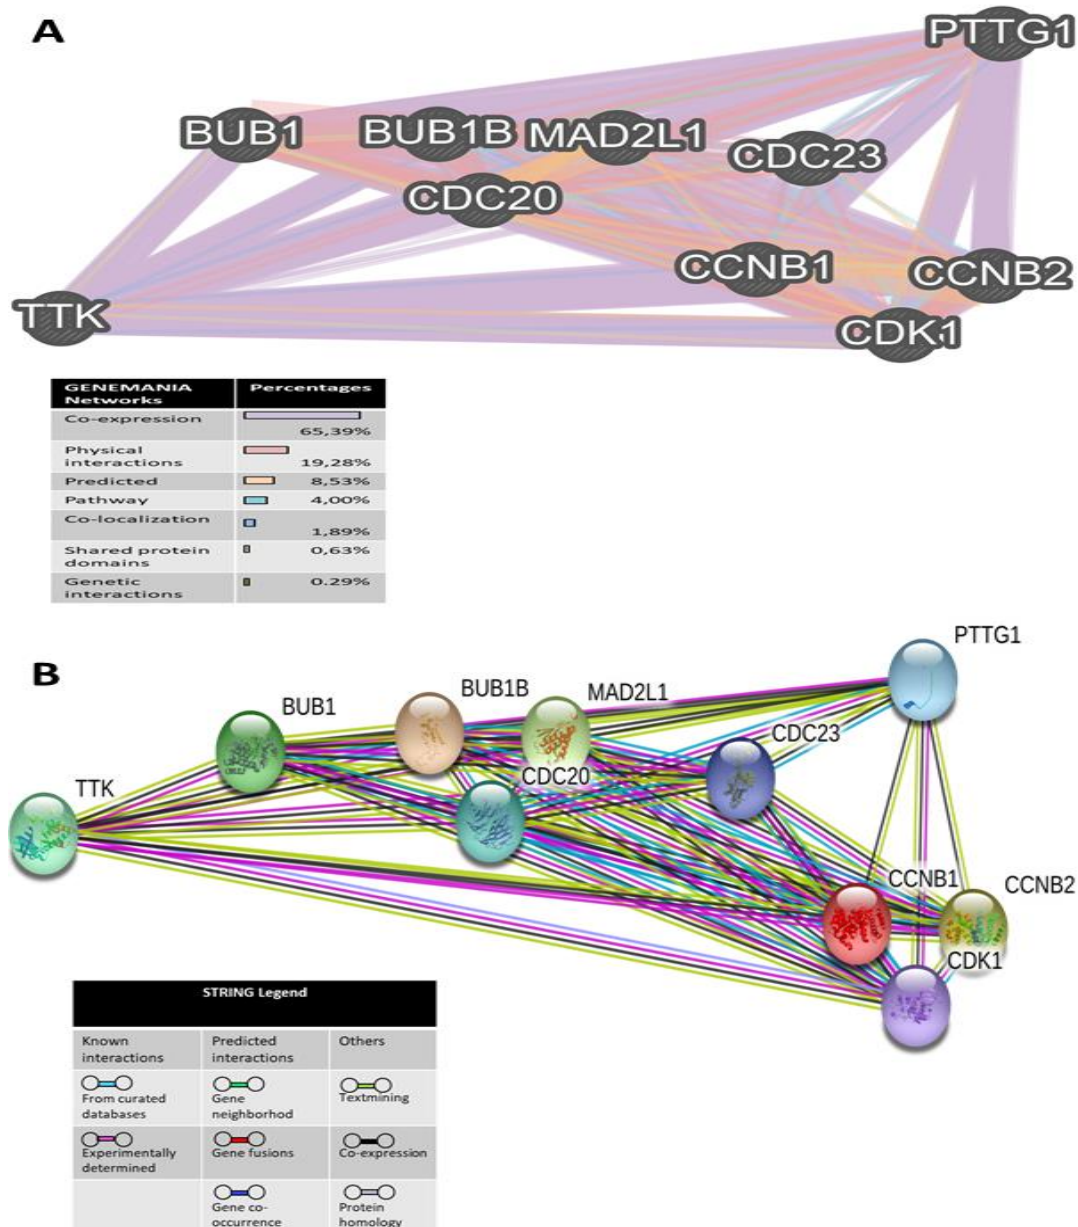 A
PTTG1
BUB1
BUB1B
MAD2L1
CDC23
CDC20
CCNB1
CCNB2
TTK
CDK1
GENEMANIA
Networks
Percentages
Co-expression
65,39%
Physical
interactions
19,28%
Predicted
8,53%
Pathway
4,00%
Co-localization
1,89%
Shared protein
domains
0,63%
Genetic
interactions
0.29%
B
PTTG1
BUB1
BUB1B
MAD2L1
CDC23
TTK
CDC20
CCNB1
CCNB2
CDK1
STRING Legend
Known
interactions
Predicted
interactions
Others
From curated
databases
Gene
neighborhod
Textmining
Experimentally
determined
Gene fusions
Co-expression
Gene co-
occurrence
Protein
homology